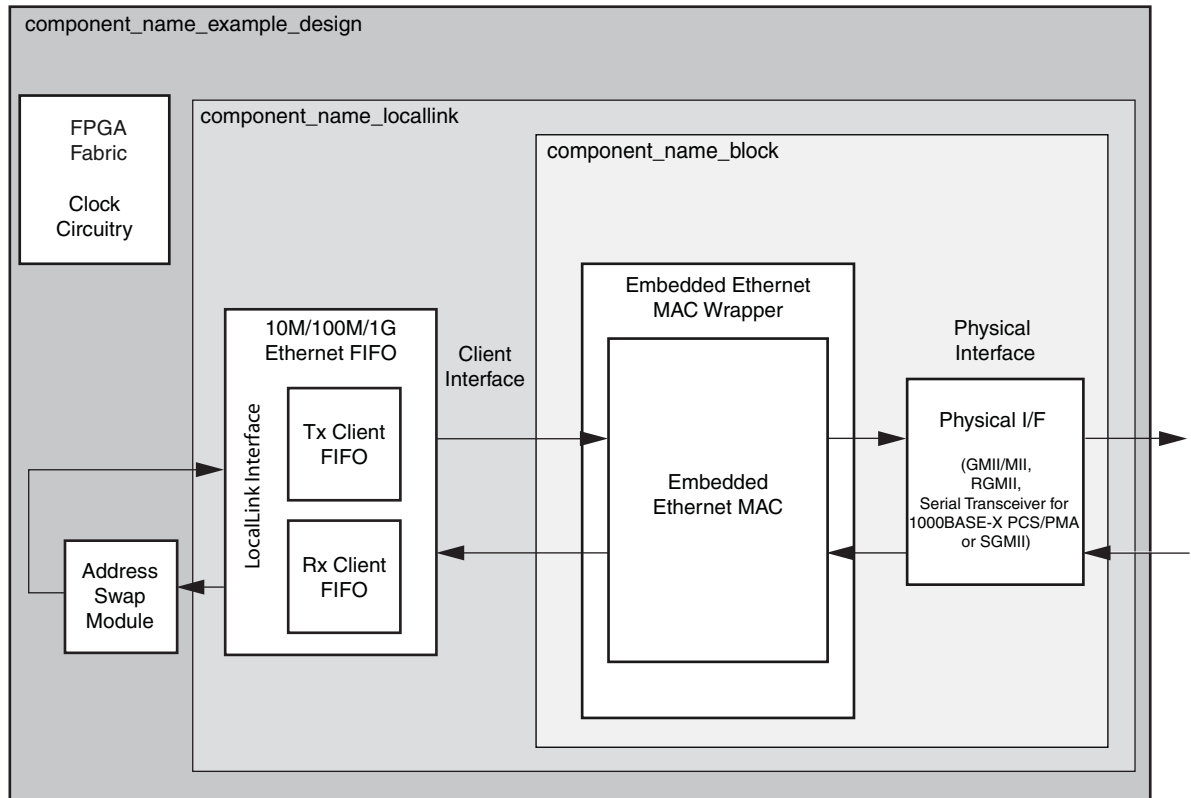 component_name_example_design
FPGA
Fabric
Clock
Circuitry
component_name_locallink
component_name_block
10M/100M/1G
Ethernet FIFO
LocalLink Interface
Tx Client
FIFO
Rx Client
FIFO
Address
Swap
Module
Client
Interface
Embedded Ethernet
MAC Wrapper
Embedded
Ethernet MAC
Physical
Interface
Physical I/F
(GMII/MII,
RGMII,
Serial Transceiver for
1000BASE-X PCS/PMA
or SGMII)